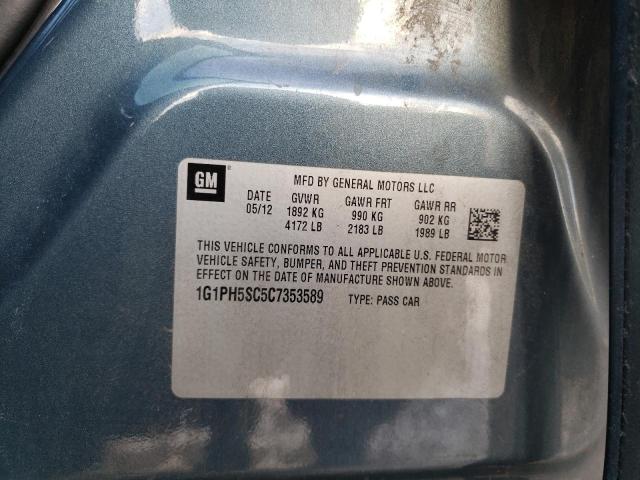 GM
MFD BY GENERAL MOTORS LLC
DATE GVWR GAWR FRT GAWR RR
05/12 1892 KG 990 KG 902 KG
4172 LB 2183 LB 1989 LB
THIS VEHICLE CONFORMS TO ALL APPLICABLE U.S. FEDERAL MOTOR
VEHICLE SAFETY, BUMPER, AND THEFT PREVENTION STANDARDS IN
EFFECT ON THE DATE OF MANUFACTURE SHOWN ABOVE.
1G1PH5SC5C7353589 TYPE: PASS CAR